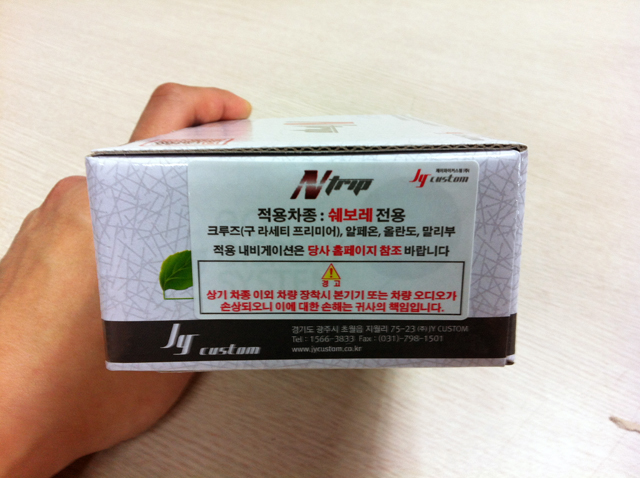 Ntrip
Jy custom
적용차종 : 쉐보레 전용
크루즈(구 라세티 프리미어), 알페온, 올란도, 말리부
적용 내비게이션은 당사 홈페이지 참조 바랍니다
경 고
상기 차종 이외 차량 장착시 본기기 또는 차량 오디오가
손상되오니 이에 대한 손해는 귀사의 책임입니다.
Jy custom
경기도 광주시 초월읍 지월리 75-23 (주) JY CUSTOM
Tel : 1566-3833 Fax : (031)-798-1501
www.jycustom.co.kr